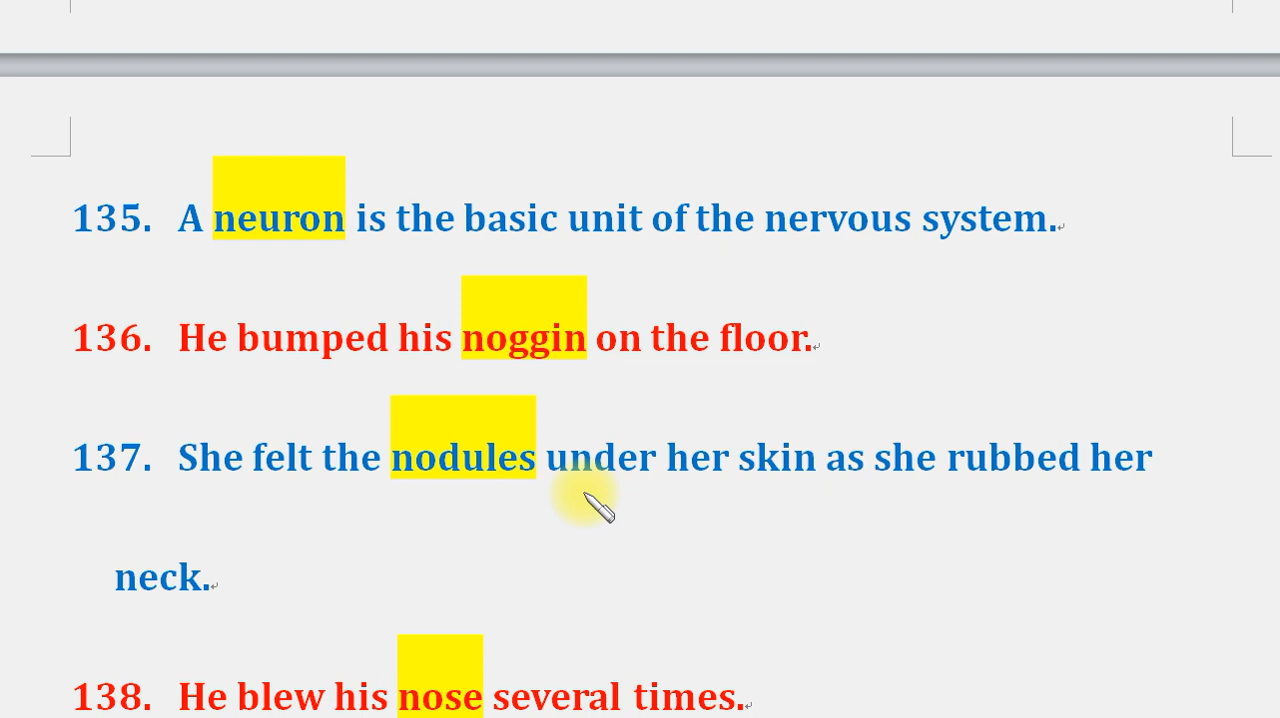 135. A neuron is the basic unit of the nervous system.
136. He bumped his noggin on the floor.
137. She felt the nodules under her skin as she rubbed her
neck.
138. He blew his nose several times.